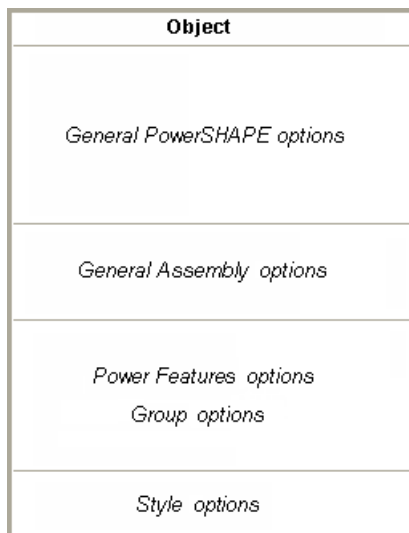 Object
General PowerSHAPE options
General Assembly options
Power Features options
Group options
Style options